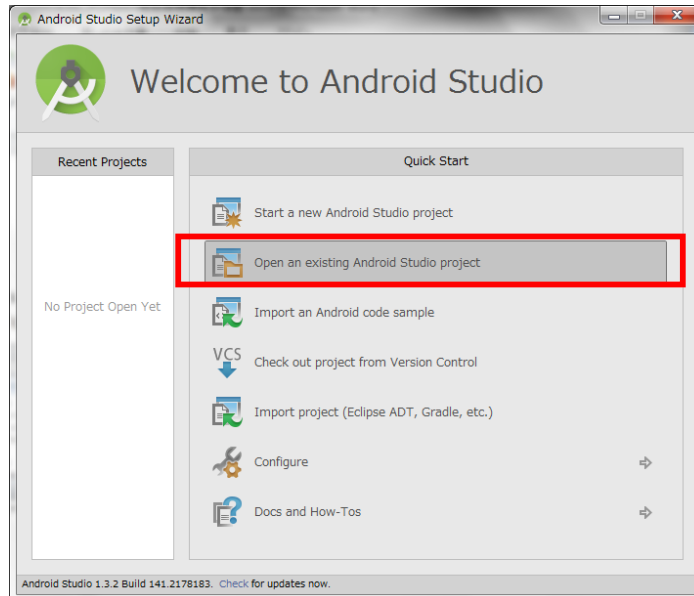 Android Studio Setup Wizard
Welcome to Android Studio
Recent Projects
Quick Start
Start a new Android Studio project
Open an existing Android Studio project
No Project Open Yet
Import an Android code sample
VCS
Check out project from Version Control
Import project (Eclipse ADT, Gradle, etc.)
Configure
Docs and How-Tos
Android Studio 1.3.2 Build 141.2178183. Check for updates now.